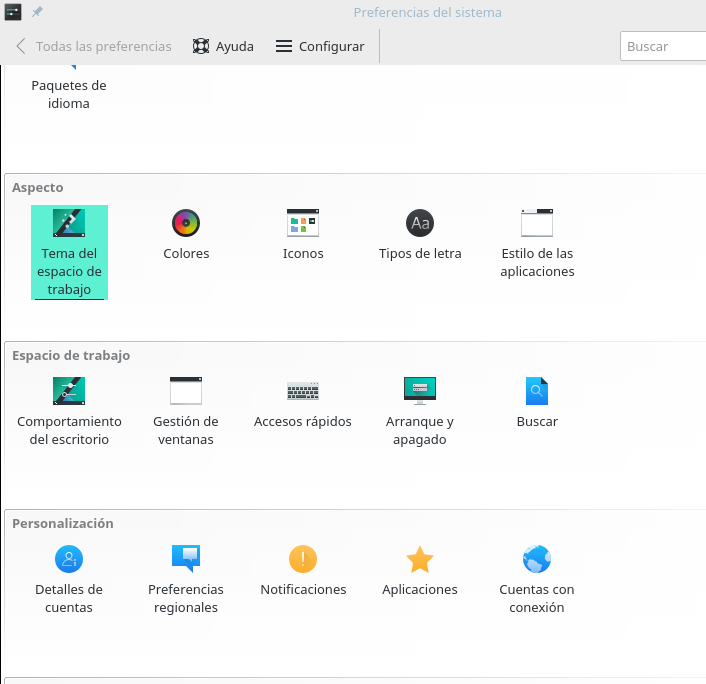 Preferencias del sistema
Todas las preferencias Ayuda Configurar Buscar
Paquetes de
idioma
Aspecto
Tema del
espacio de
trabajo
Colores
Iconos
Aa
Tipos de letra
Estilo de las
aplicaciones
Espacio de trabajo
Comportamiento
del escritorio
Gestión de
ventanas
Accesos rápidos
Arranque y
apagado
Buscar
Personalización
Detalles de
cuentas
Preferencias
regionales
Notificaciones
Aplicaciones
Cuentas con
conexión